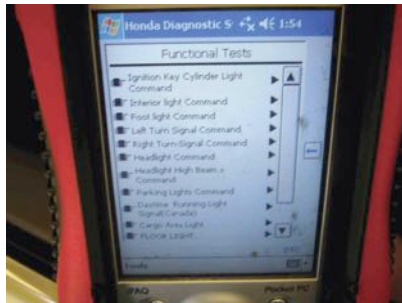 Honda Diagnostic S 1:54
Functional Tests
Ignition Key Cylinder Light
Command
Interior light Command
Foot light Command
Left Turn Signal Command
Right Turn Signal Command
Headlight Command
Headlight High Beam
Command
Parking Lights Command
Daytime Running Light
Signal(Canada)
Cargo Area Light
FLOOR LIGHT
Tools
iPAQ Pocket PC